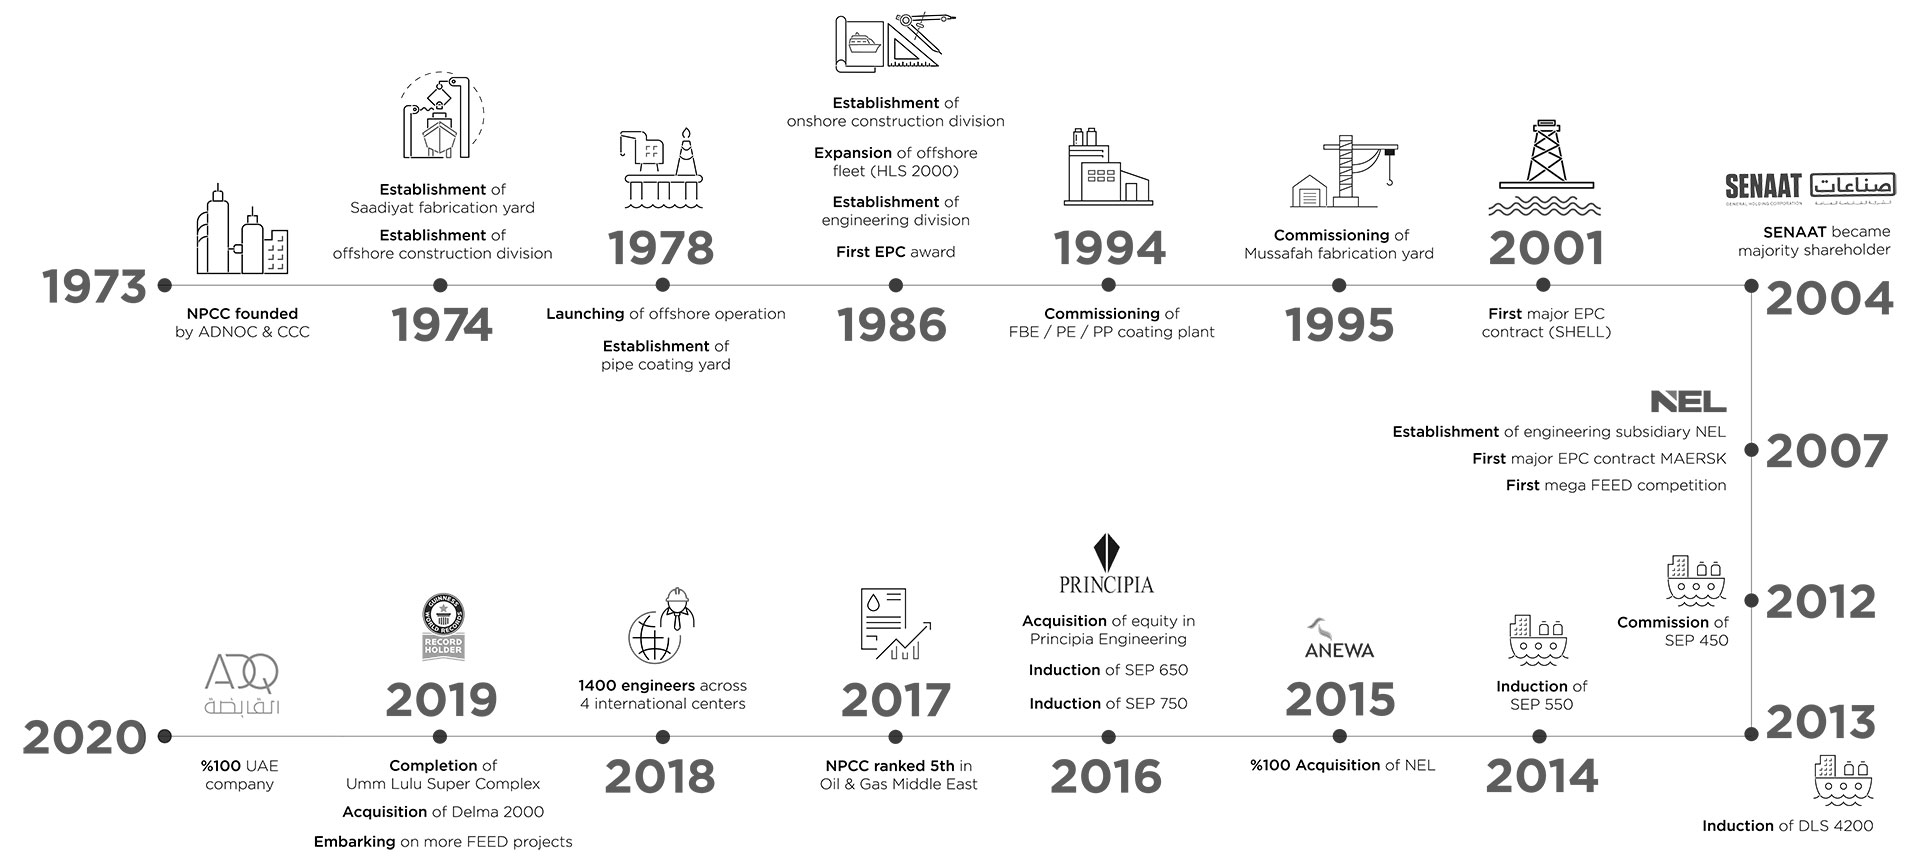 1973
NPCC founded
by ADNOC & CCC
Establishment of
Saadiyat fabrication yard
Establishment of
offshore construction division
1974
1978
Launching of offshore operation
Establishment of
pipe coating yard
Establishment of
onshore construction division
Expansion of offshore
fleet (HLS 2000)
Establishment of
engineering division
First EPC award
1986
1994
Commissioning of
FBE / PE / PP coating plant
Commissioning of
Mussafah fabrication yard
1995
2001
First major EPC
contract (SHELL)
SENAAT صناعات
GENERAL HOLDING CORPORATION
SENAAT became
majority shareholder
2004
NEL
Establishment of engineering subsidiary NEL
First major EPC contract MAERSK
First mega FEED competition
2007
Commission of
SEP 450
2012
2013
Induction of DLS 4200
Induction of
SEP 550
2014
ANEWA
2015
%100 Acquisition of NEL
PRINCIPIA
Acquisition of equity in
Principia Engineering
Induction of SEP 650
Induction of SEP 750
2016
2017
NPCC ranked 5th in
Oil & Gas Middle East
1400 engineers across
4 international centers
2018
GUINNESS
WORLD RECORDS
RECORD
HOLDER
2019
Completion of
Umm Lulu Super Complex
Acquisition of Delma 2000
Embarking on more FEED projects
ADQ
القابضة
2020
%100 UAE
company